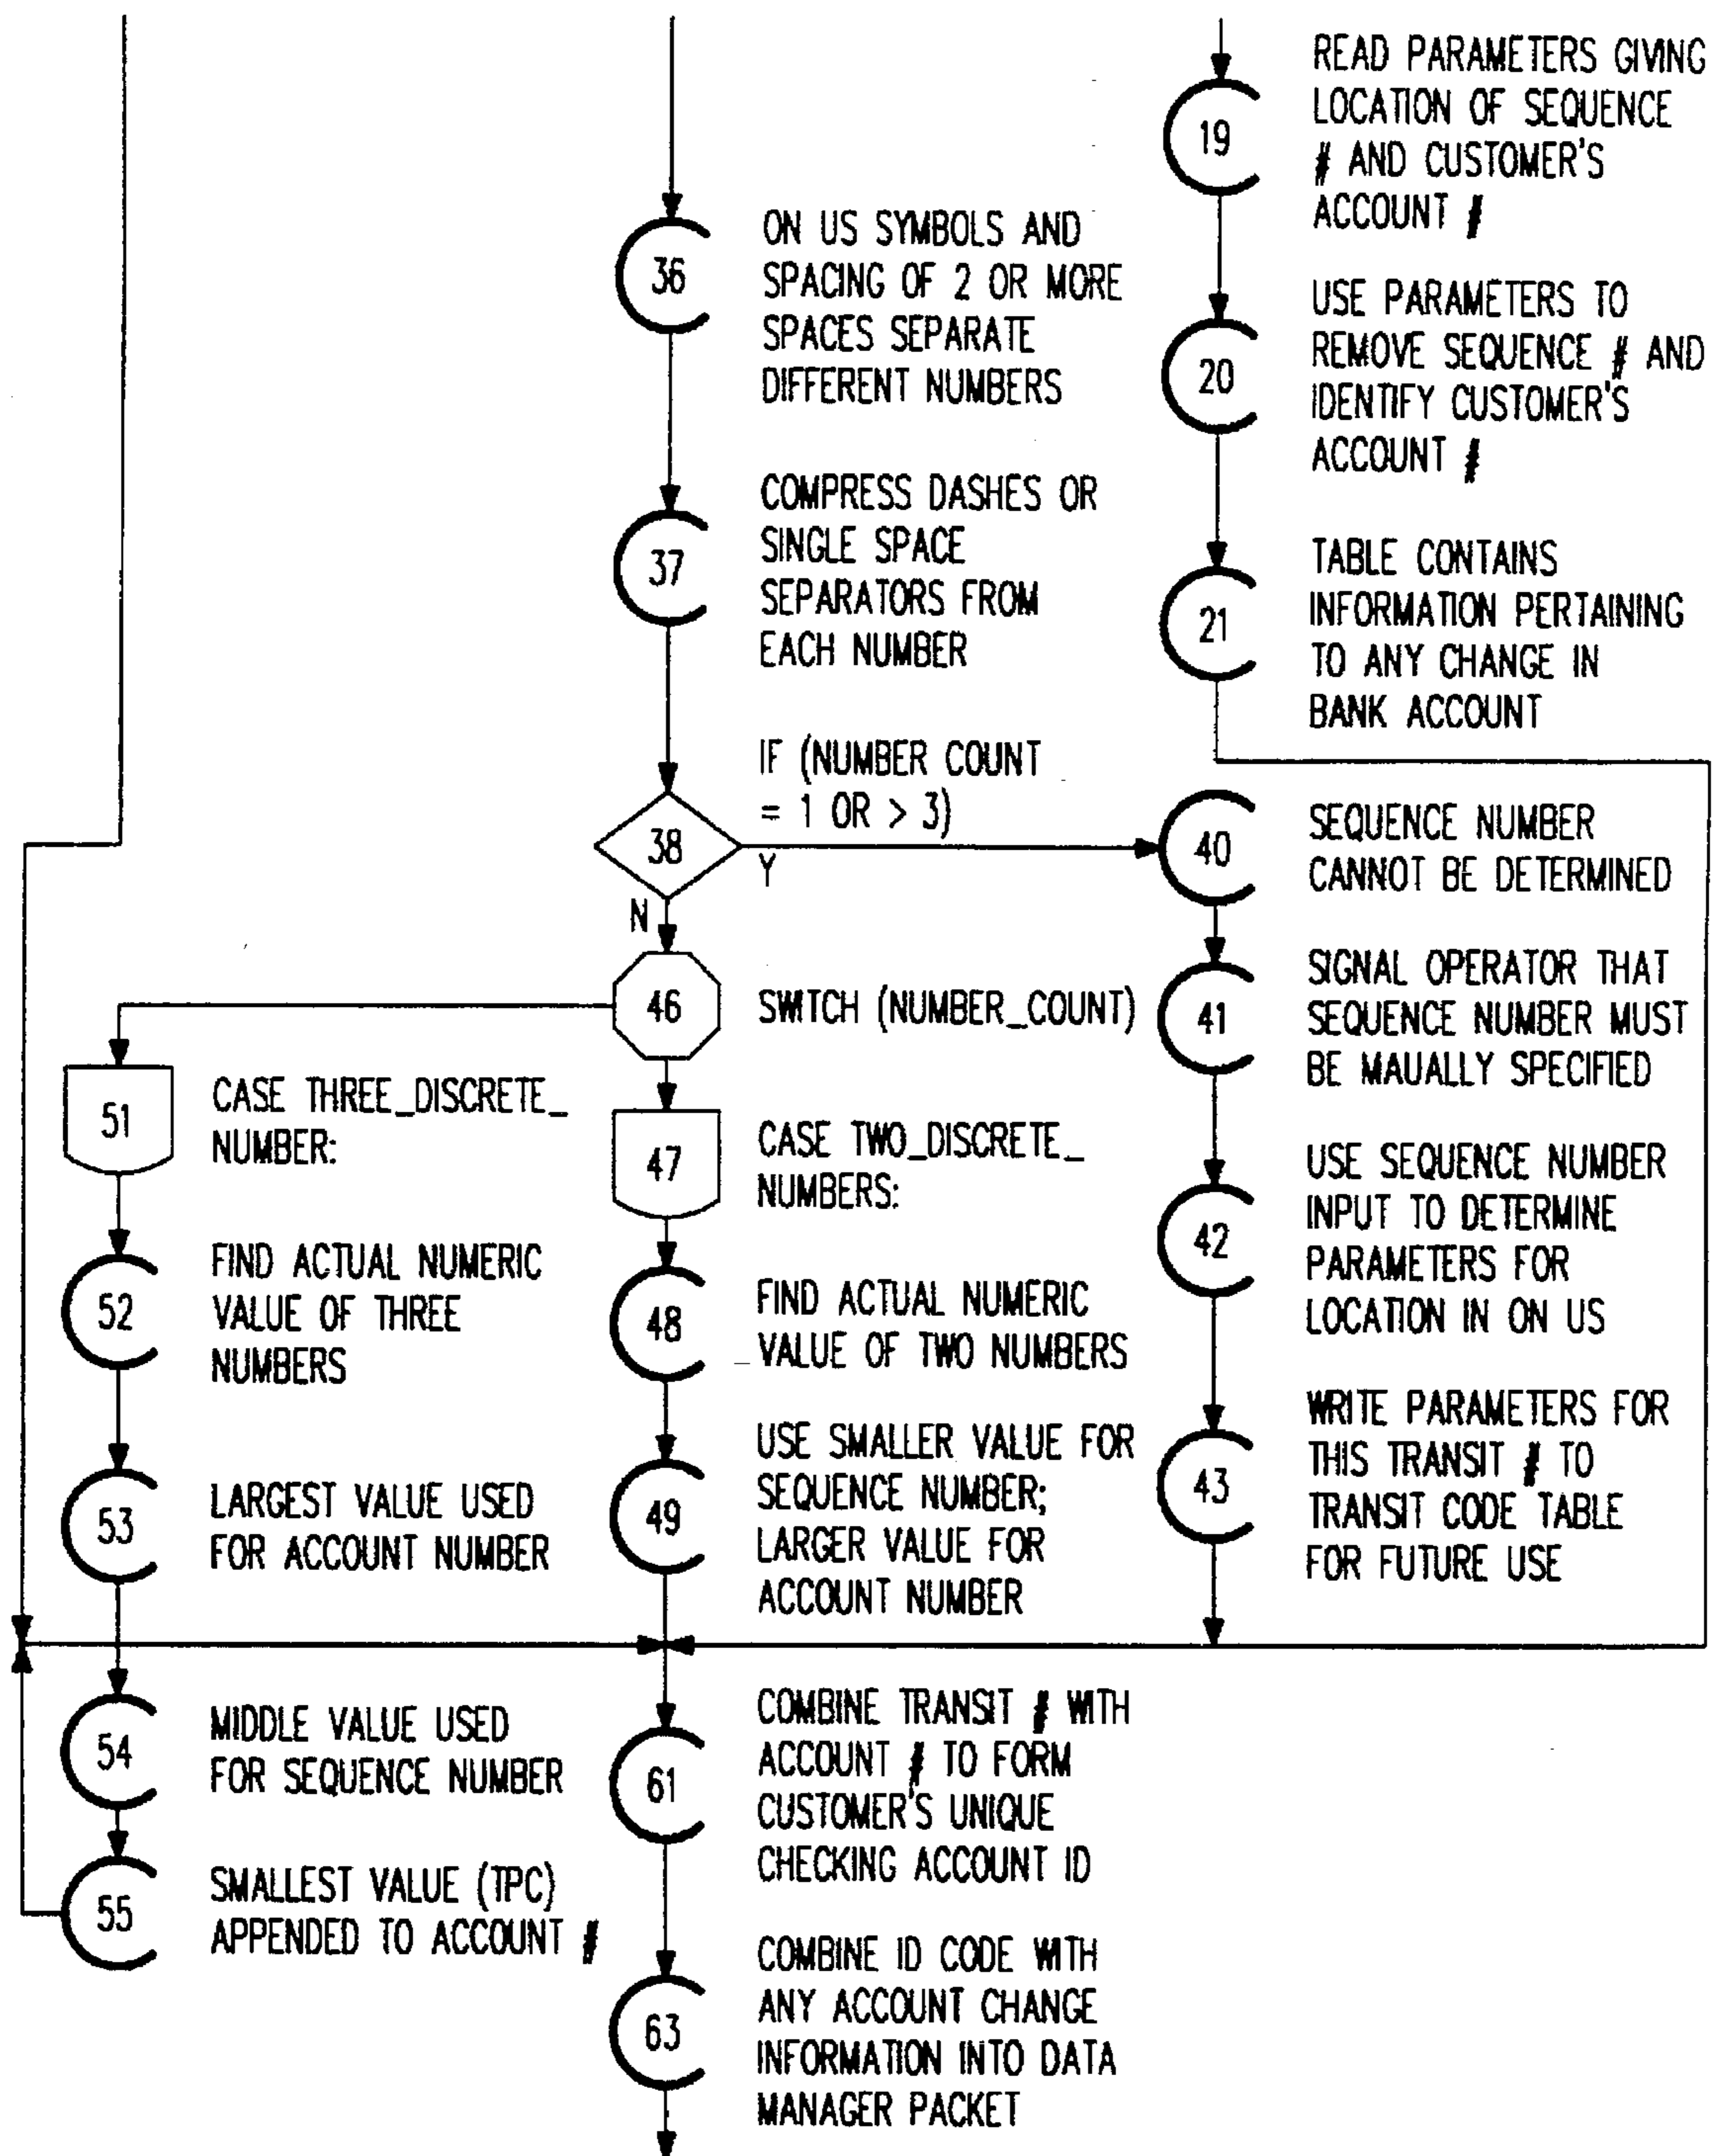 19
READ PARAMETERS GIVING
LOCATION OF SEQUENCE
# AND CUSTOMER'S
ACCOUNT #
36
ON US SYMBOLS AND
SPACING OF 2 OR MORE
SPACES SEPARATE
DIFFERENT NUMBERS
20
USE PARAMETERS TO
REMOVE SEQUENCE # AND
IDENTIFY CUSTOMER'S
ACCOUNT #
37
COMPRESS DASHES OR
SINGLE SPACE
SEPARATORS FROM
EACH NUMBER
21
TABLE CONTAINS
INFORMATION PERTAINING
TO ANY CHANGE IN
BANK ACCOUNT
38
IF (NUMBER COUNT
= 1 OR > 3)
Y
N
40
SEQUENCE NUMBER
CANNOT BE DETERMINED
46
SWITCH (NUMBER_COUNT)
41
SIGNAL OPERATOR THAT
SEQUENCE NUMBER MUST
BE MAUALLY SPECIFIED
51
CASE THREE_DISCRETE_
NUMBER:
47
CASE TWO_DISCRETE_
NUMBERS:
42
USE SEQUENCE NUMBER
INPUT TO DETERMINE
PARAMETERS FOR
LOCATION IN ON US
52
FIND ACTUAL NUMERIC
VALUE OF THREE
NUMBERS
48
FIND ACTUAL NUMERIC
VALUE OF TWO NUMBERS
43
WRITE PARAMETERS FOR
THIS TRANSIT # TO
TRANSIT CODE TABLE
FOR FUTURE USE
53
LARGEST VALUE USED
FOR ACCOUNT NUMBER
49
USE SMALLER VALUE FOR
SEQUENCE NUMBER;
LARGER VALUE FOR
ACCOUNT NUMBER
54
MIDDLE VALUE USED
FOR SEQUENCE NUMBER
61
COMBINE TRANSIT # WITH
ACCOUNT # TO FORM
CUSTOMER'S UNIQUE
CHECKING ACCOUNT ID
55
SMALLEST VALUE (TPC)
APPENDED TO ACCOUNT #
63
COMBINE ID CODE WITH
ANY ACCOUNT CHANGE
INFORMATION INTO DATA
MANAGER PACKET